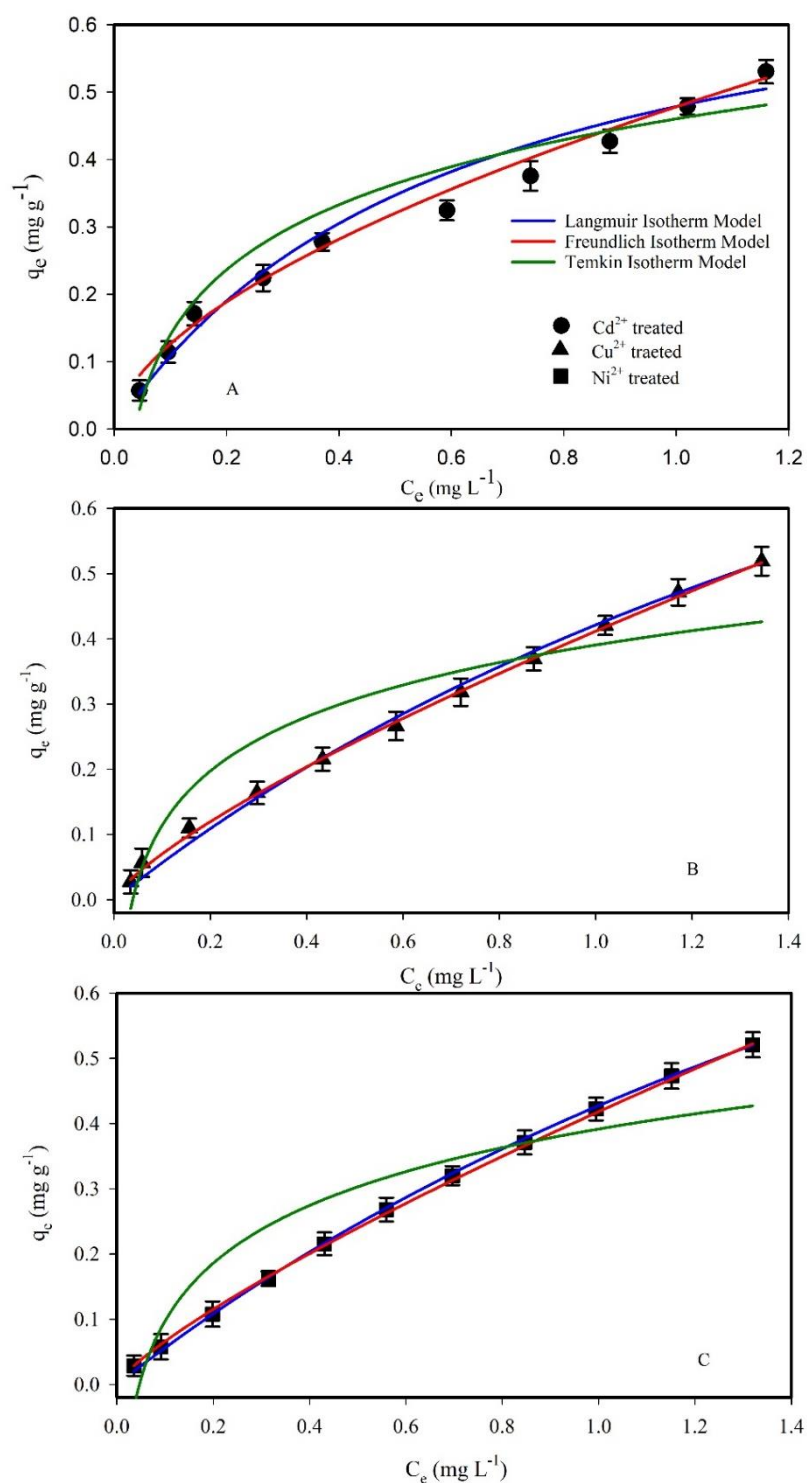 0.6
0.5
0.4
0.3
0.2
0.1
0.0
qe (mg g-1)
Langmuir Isotherm Model
Freundlich Isotherm Model
Temkin Isotherm Model
Cd2+ treated
Cu2+ traeted
Ni2+ treated
A
0.0 0.2 0.4 0.6 0.8 1.0 1.2
Ce (mg L-1)
0.6
0.5
0.4
0.3
0.2
0.1
0.0
qe (mg g-1)
B
0.0 0.2 0.4 0.6 0.8 1.0 1.2 1.4
Ce (mg L-1)
0.6
0.5
0.4
0.3
0.2
0.1
0.0
qe (mg g-1)
C
0.0 0.2 0.4 0.6 0.8 1.0 1.2 1.4
Ce (mg L-1)